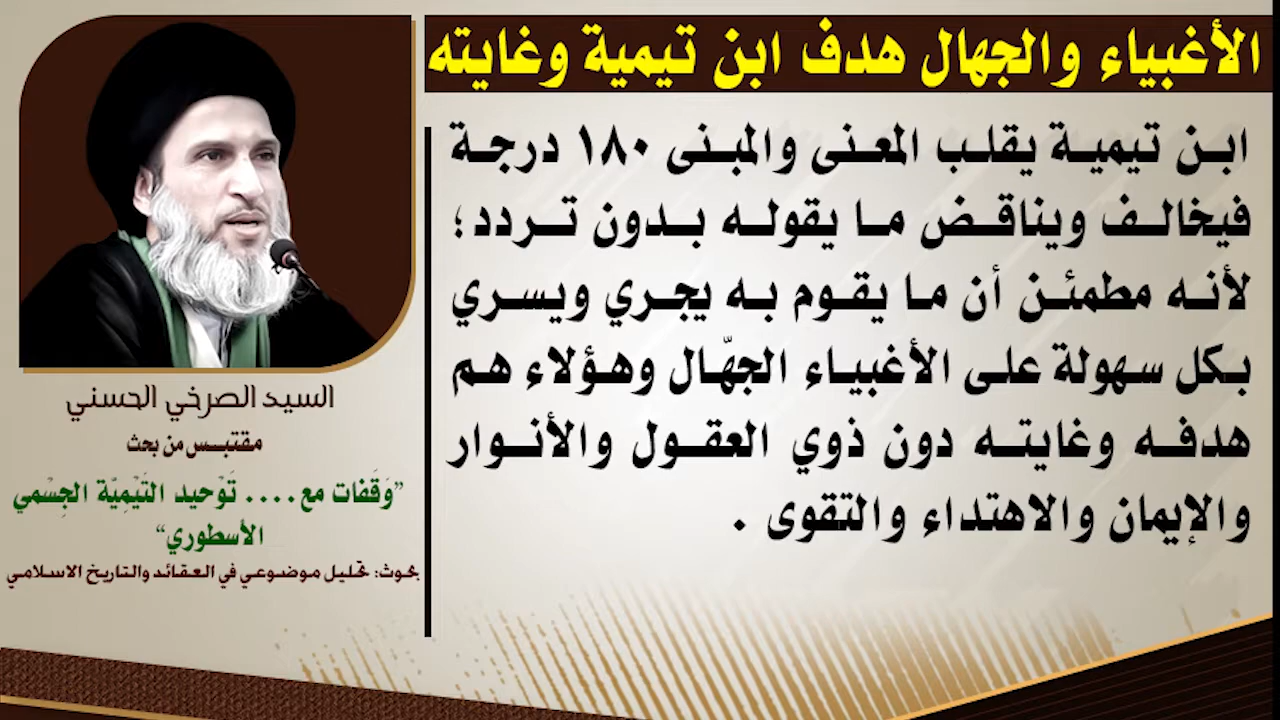 الأغبياء والجهال هدف ابن تيمية وغايته
ابن تيمية يقلب المعنى والمبنى ١٨٠ درجة
فيخالف ويناقض ما يقوله بدون تردد ؛
لأنه مطمئن أن ما يقوم به يجري ويسري
بكل سهولة على الأغبياء الجهّال وهؤلاء هم
هدفه وغايته دون ذوي العقول والأنوار
والإيمان والاهتداء والتقوى .
السيد الصرخي الحسني
مقتبس من بحث
"وَقَفات مع .... تَوْحيد التَيْمِيّة الجِسْمي
الأسطوري"
بحوث: تحليل موضوعي في العقائد والتاريخ الاسلامي